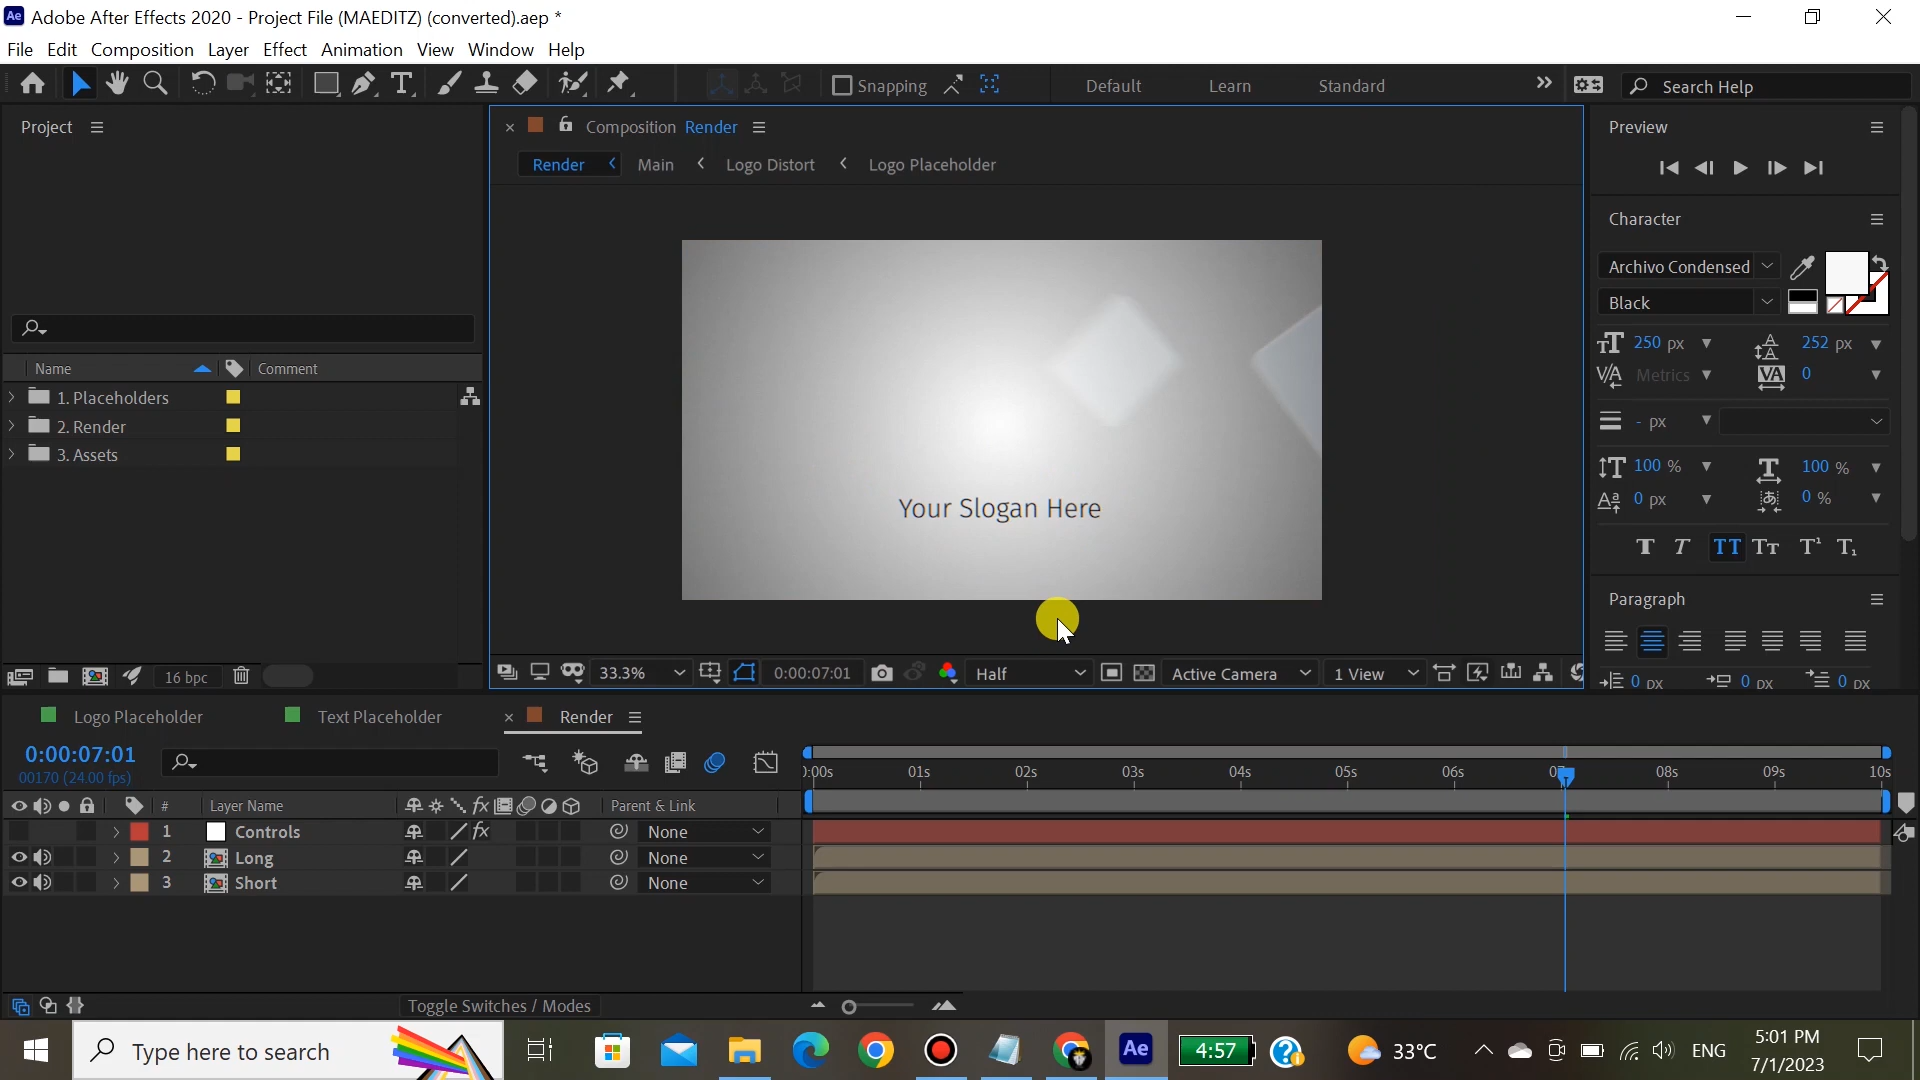 Ae Adobe After Effects 2020 - Project File (MAEDITZ) (converted).aep *
File Edit Composition Layer Effect Animation View Window Help
Snapping Default Learn Standard Search Help
Project
Composition Render
Render Main Logo Distort Logo Placeholder
Preview
Character
Archivo Condensed
Black
250 px 252 px
Metrics 0
- px
100 % 100 %
0 px 0 %
Paragraph
0 px 0 px 0 px
Name Comment
1. Placeholders
2. Render
3. Assets
16 bpc
Your Slogan Here
33.3% 0:00:07:01 Half Active Camera 1 View
Logo Placeholder Text Placeholder Render
0:00:07:01
00170 (24.00 fps)
# Layer Name Parent & Link
01s 02s 03s 04s 05s 06s 08s 09s 10s
1 Controls None
2 Long None
3 Short None
Toggle Switches / Modes
Type here to search
Ae 4:57 33°C ENG
5:01 PM
7/1/2023